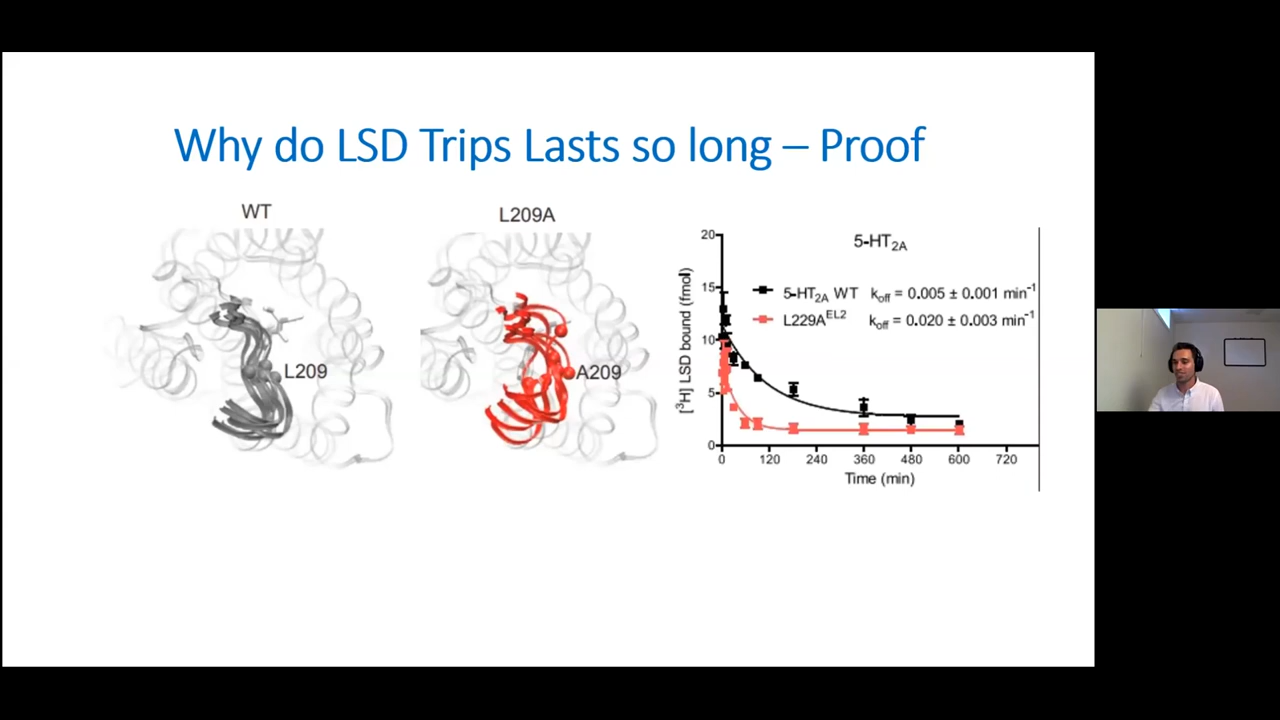 Why do LSD Trips Lasts so long – Proof
WT
L209
L209A
A209
5-HT2A
5-HT2A WT koff = 0.005 ± 0.001 min-1
L229AEL2 koff = 0.020 ± 0.003 min-1
[3H] LSD bound (fmol)
20
15
10
5
0
0 120 240 360 480 600 720
Time (min)